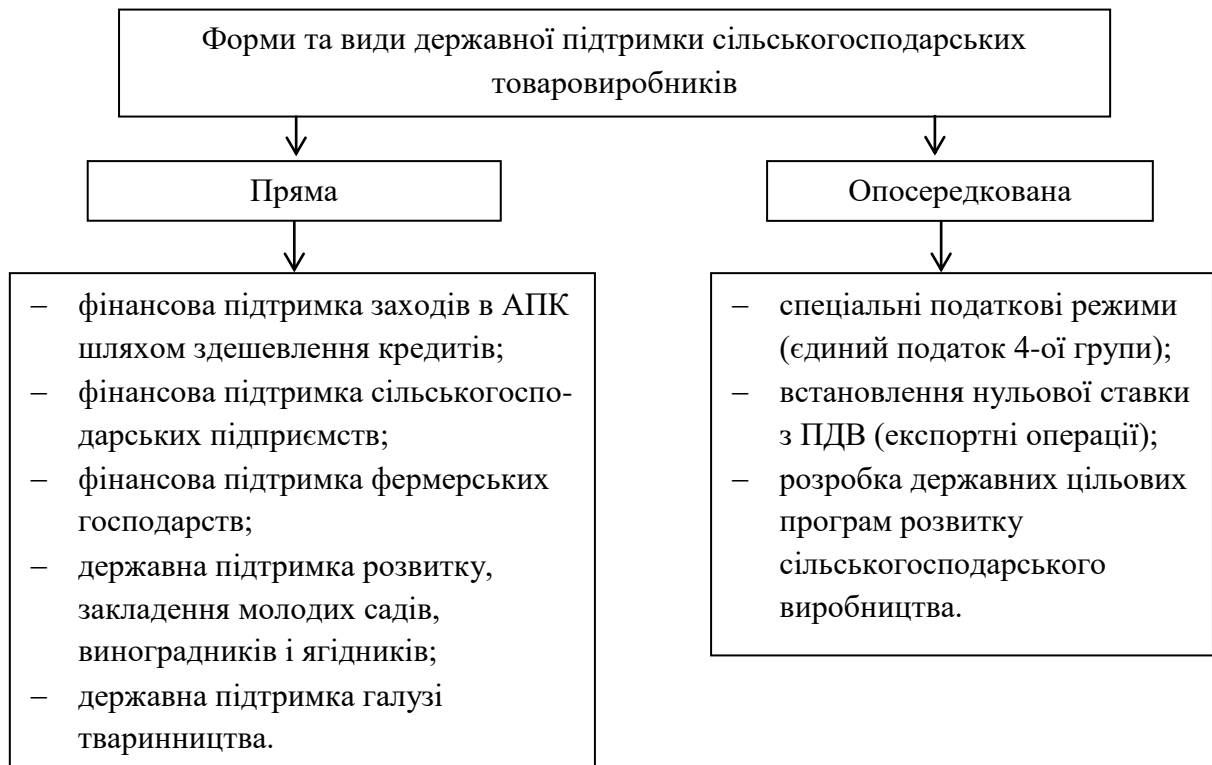 Форми та види державної підтримки сільськогосподарських
товаровиробників
Пряма
Опосередкована
– фінансова підтримка заходів в АПК
шляхом здешевлення кредитів;
– фінансова підтримка сільськогоспо-
дарських підприємств;
– фінансова підтримка фермерських
господарств;
– державна підтримка розвитку,
закладення молодих садів,
виноградників і ягідників;
– державна підтримка галузі
тваринництва.
– спеціальні податкові режими
(єдиний податок 4-ої групи);
– встановлення нульової ставки
з ПДВ (експортні операції);
– розробка державних цільових
програм розвитку
сільськогосподарського
виробництва.